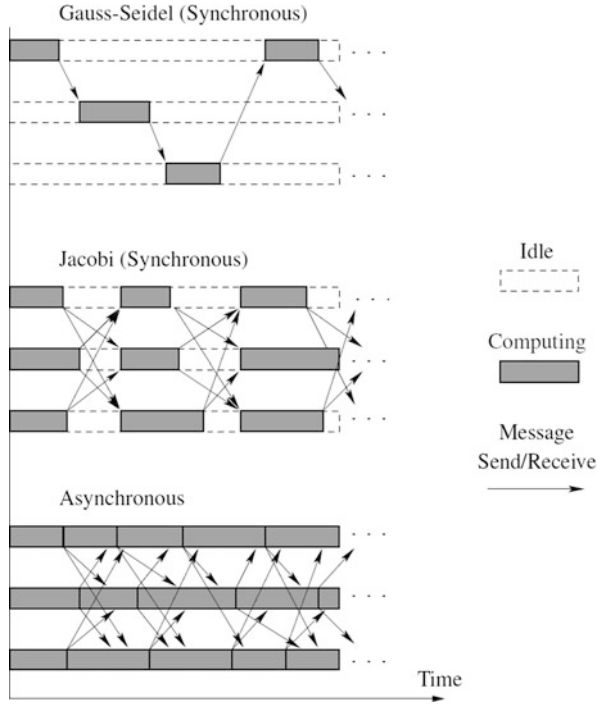 Gauss-Seidel (Synchronous)
. . .
. . .
. . .
Jacobi (Synchronous)
. . .
. . .
. . .
Idle
Computing
Message
Send/Receive
Asynchronous
. . .
. . .
. . .
Time